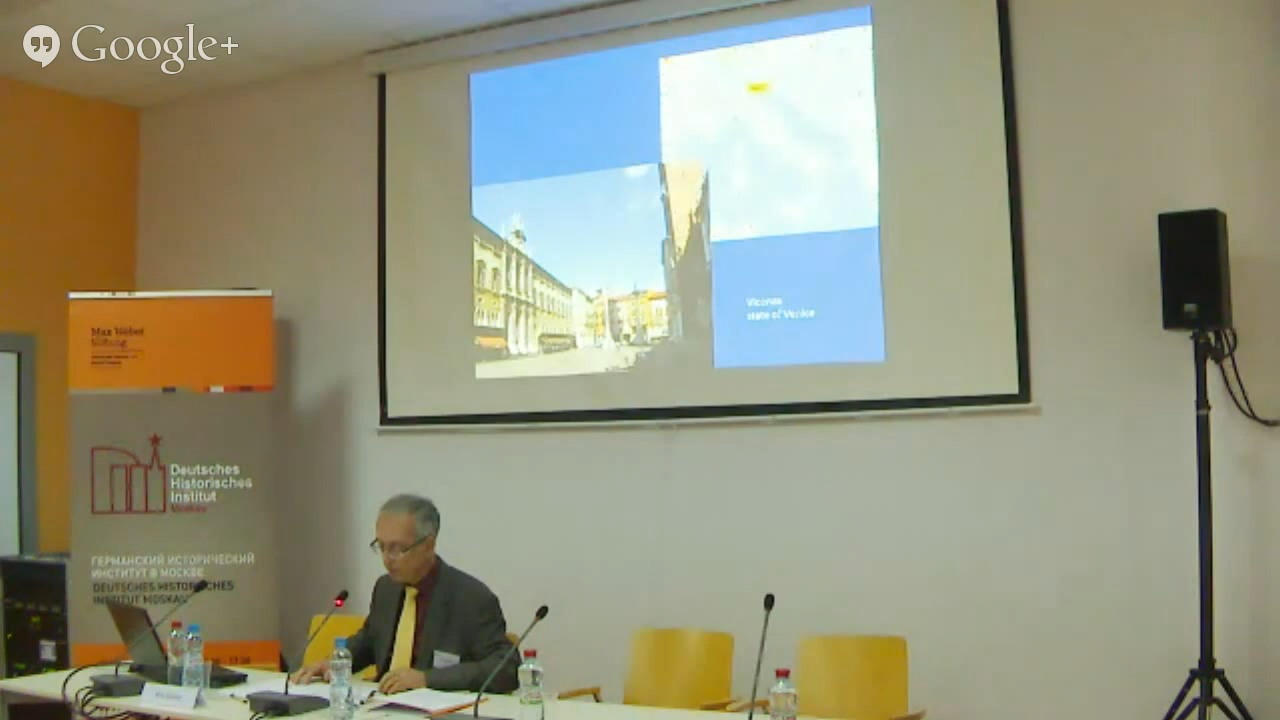 Google+
Vicenza
state of Venice
Max Weber
Stiftung
Deutsches
Historisches
Institut
Moskau
ГЕРМАНСКИЙ ИСТОРИЧЕСКИЙ
ИНСТИТУТ В МОСКВЕ
DEUTSCHES HISTORISCHES
INSTITUT MOSKAU